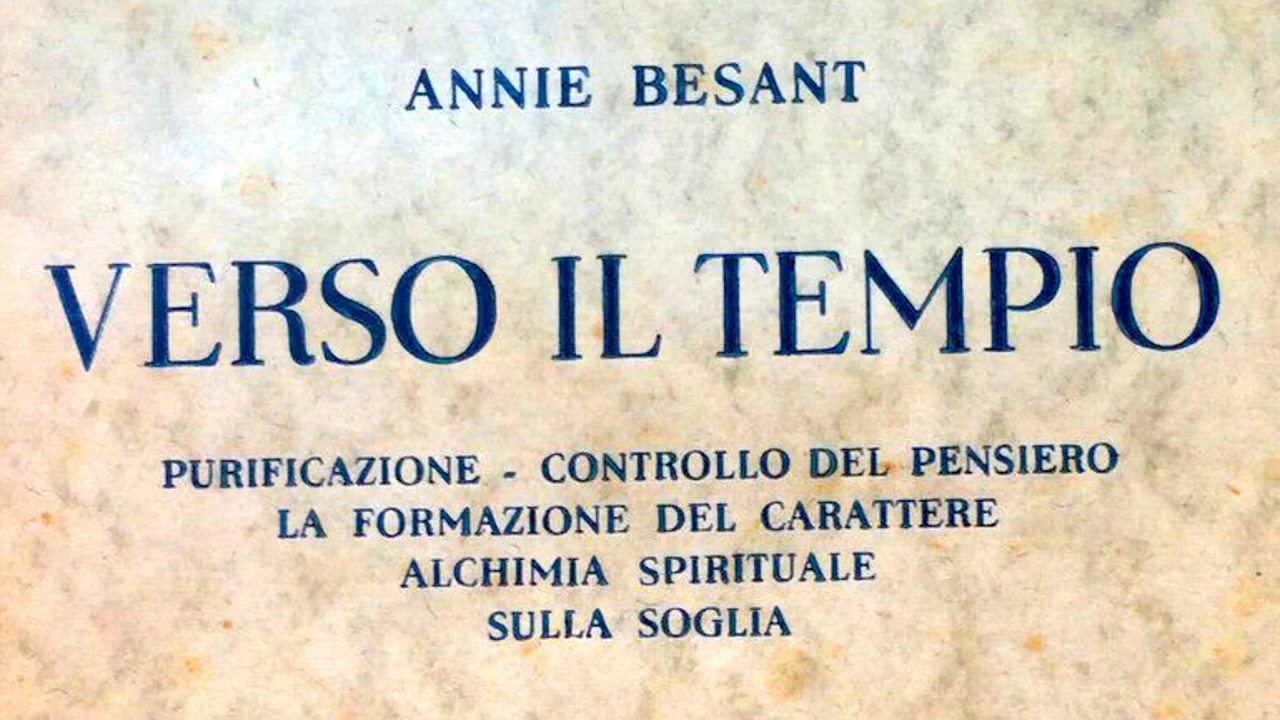 ANNIE BESANT
VERSO IL TEMPIO
PURIFICAZIONE - CONTROLLO DEL PENSIERO
LA FORMAZIONE DEL CARATTERE
ALCHIMIA SPIRITUALE
SULLA SOGLIA